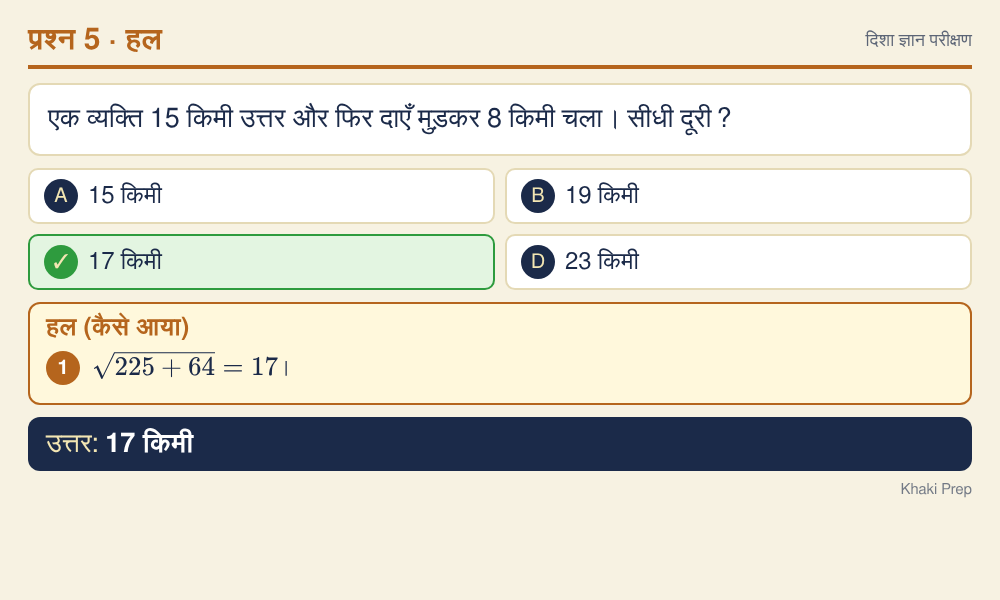 प्रश्न 5 · हल
दिशा ज्ञान परीक्षण
एक व्यक्ति 15 किमी उत्तर और फिर दाएँ मुड़कर 8 किमी चला। सीधी दूरी ?
A 15 किमी
B 19 किमी
✓ 17 किमी
D 23 किमी
हल (कैसे आया)
1 √225 + 64 = 17।
उत्तर: 17 किमी
Khaki Prep